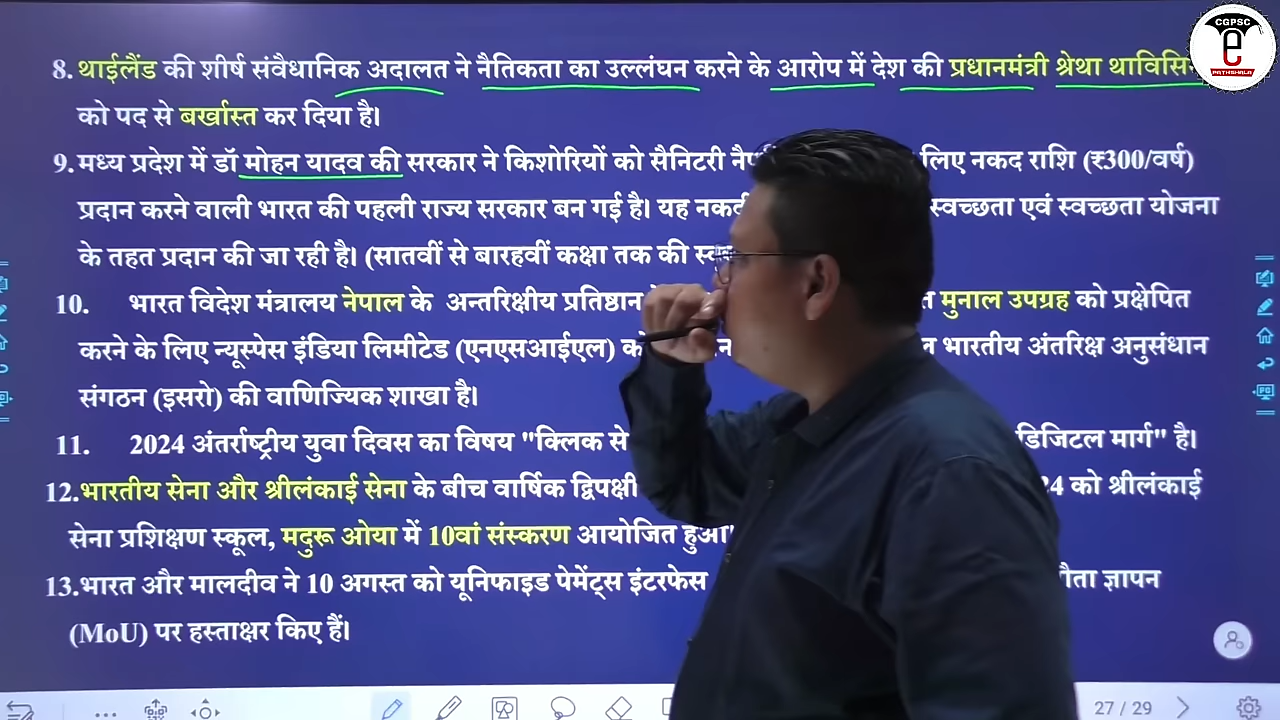 CGPSC
e
PATHSHALA
8. थाईलैंड की शीर्ष संवैधानिक अदालत ने नैतिकता का उल्लंघन करने के आरोप में देश की प्रधानमंत्री श्रेथा
को पद से बर्खास्त कर दिया है।
9. मध्य प्रदेश में डॉ मोहन यादव की सरकार ने किशोरियों को सैनिटरी लिए नकद राशि (₹300/वर्ष)
प्रदान करने वाली भारत की पहली राज्य सरकार बन गई है। यह स्वच्छता एवं स्वच्छता योजना
के तहत प्रदान की जा रही है। (सातवीं से बारहवीं कक्षा तक की
10. भारत विदेश मंत्रालय नेपाल के अन्तरिक्षीय प्रतिष्ठान मुनाल उपग्रह को प्रक्षेपित
करने के लिए न्यूस्पेस इंडिया लिमीटेड (एनएसआईएल) भारतीय अंतरिक्ष अनुसंधान
संगठन (इसरो) की वाणिज्यिक शाखा है।
11. 2024 अंतर्राष्ट्रीय युवा दिवस का विषय "क्लिक से डिजिटल मार्ग" है।
12. भारतीय सेना और श्रीलंकाई सेना के बीच वार्षिक द्विपक्षी को श्रीलंकाई
सेना प्रशिक्षण स्कूल, मदुरू ओया में 10वां संस्करण आयोजित हुआ
13. भारत और मालदीव ने 10 अगस्त को यूनिफाइड पेमेंट्स इंटरफेस ज्ञापन
(MoU) पर हस्ताक्षर किए हैं।
27 / 29